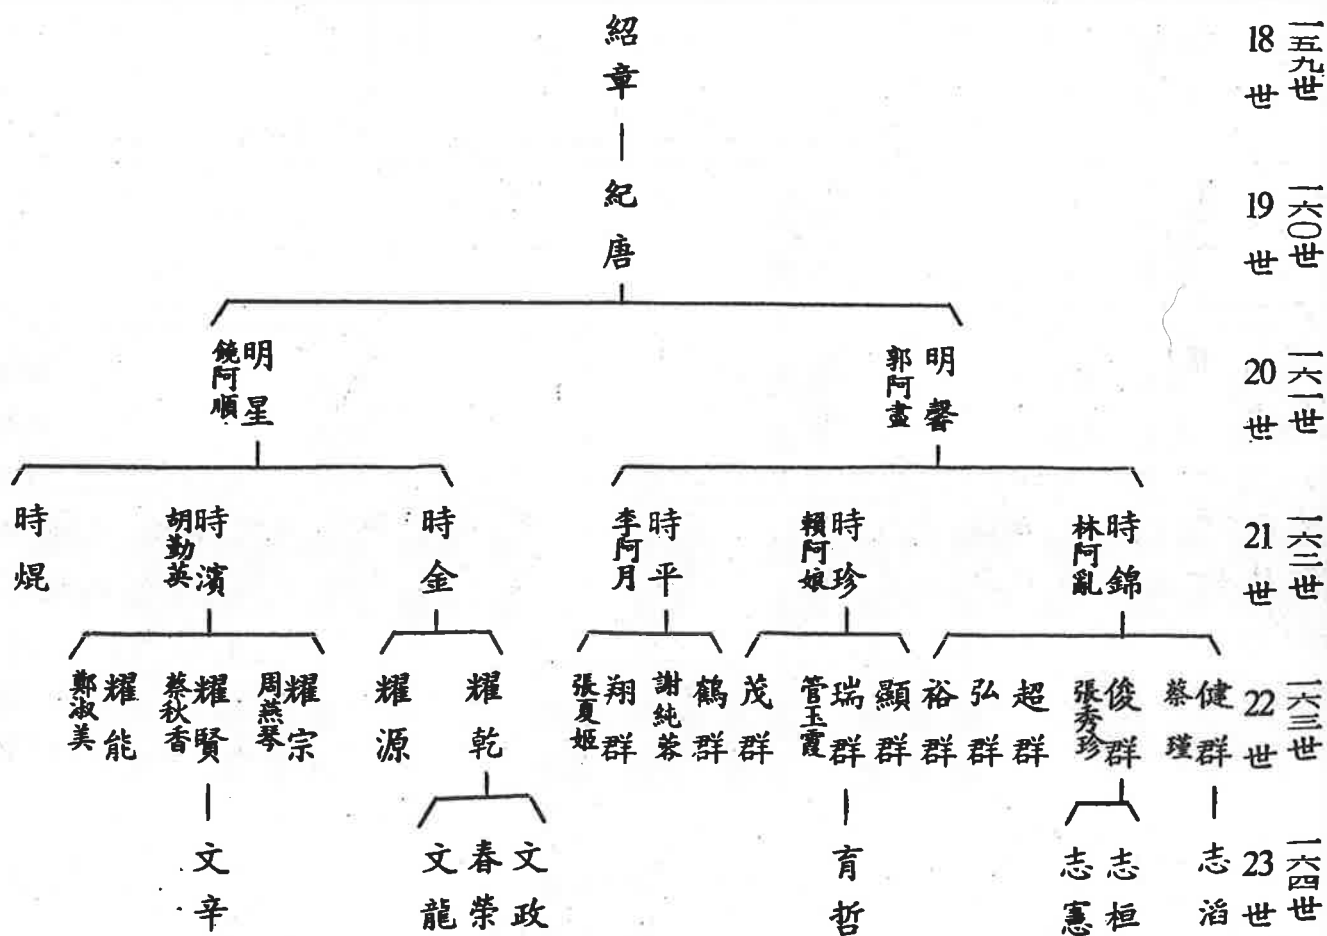 一五九世
18世
紹章
一六〇世
19世
紀唐
一六一世
20世
明馨
郭阿畫
明星
饒阿順
一六二世
21世
時錦
林阿亂
時珍
賴阿娘
時平
李阿月
時金
時濱
胡勤英
時焜
一六三世
22世
健群
蔡瑾
俊群
張秀珍
超群
弘群
裕群
顯群
瑞群
管玉霞
茂群
鶴群
謝純蓉
翔群
張夏姬
耀乾
耀源
耀宗
周燕琴
耀賢
蔡秋香
耀能
鄭淑美
一六四世
23世
志滔
志桓
志憲
育哲
文政
春榮
文龍
文辛